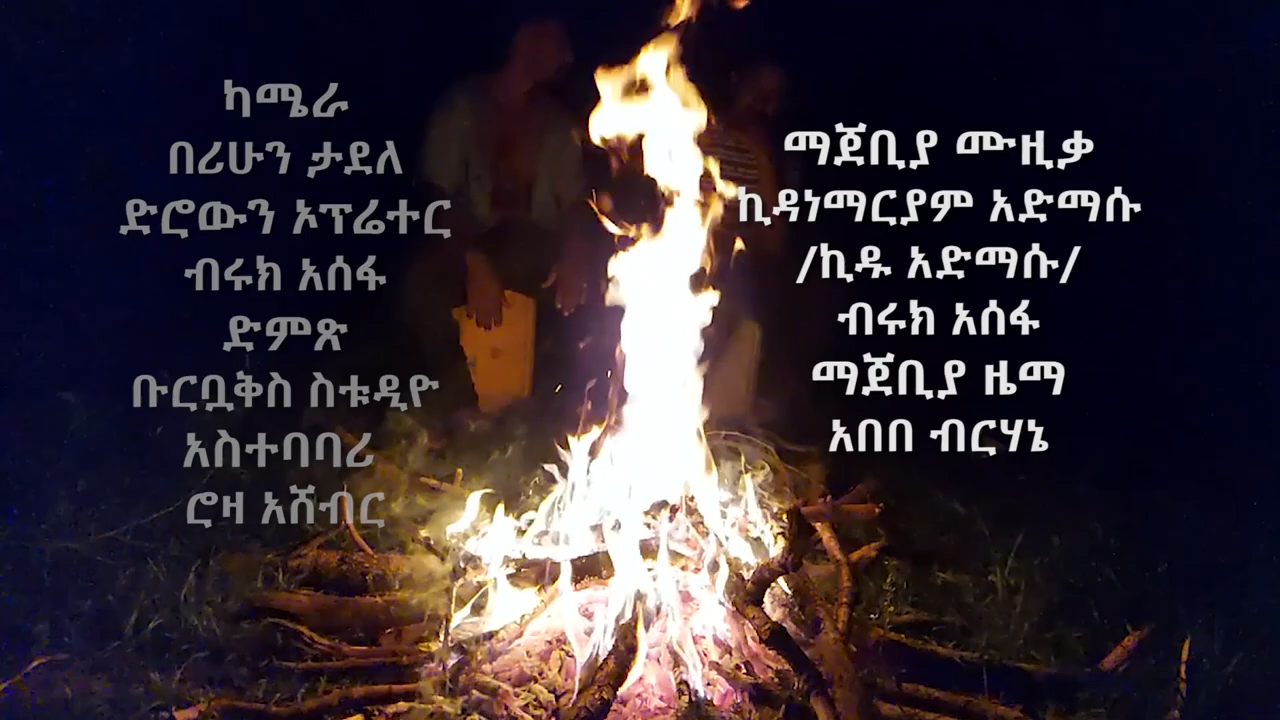 ካሜራ
በሪሁን ታደለ
ድሮውን ኦፕሬተር
ብሩክ አሰፋ
ድምጽ
ቡርቧቅስ ስቱዲዮ
አስተባባሪ
ሮዛ አሸብር
ማጀቢያ ሙዚቃ
ኪዳነማርያም አድማሱ
/ኪዱ አድማሱ/
ብሩክ አሰፋ
ማጀቢያ ዜማ
አበበ ብርሃኔ